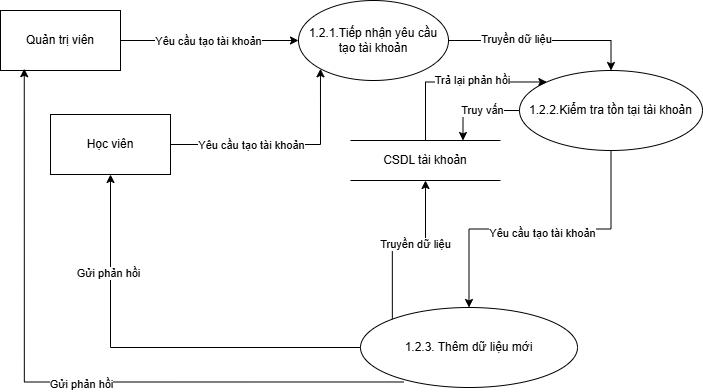 Quản trị viên
Yêu cầu tạo tài khoản
1.2.1.Tiếp nhận yêu cầu
tạo tài khoản
Truyền dữ liệu
Trả lại phản hồi
1.2.2.Kiểm tra tồn tại tài khoản
Truy vấn
Học viên
Yêu cầu tạo tài khoản
CSDL tài khoản
Yêu cầu tạo tài khoản
Truyền dữ liệu
Gửi phản hồi
1.2.3. Thêm dữ liệu mới
Gửi phản hồi